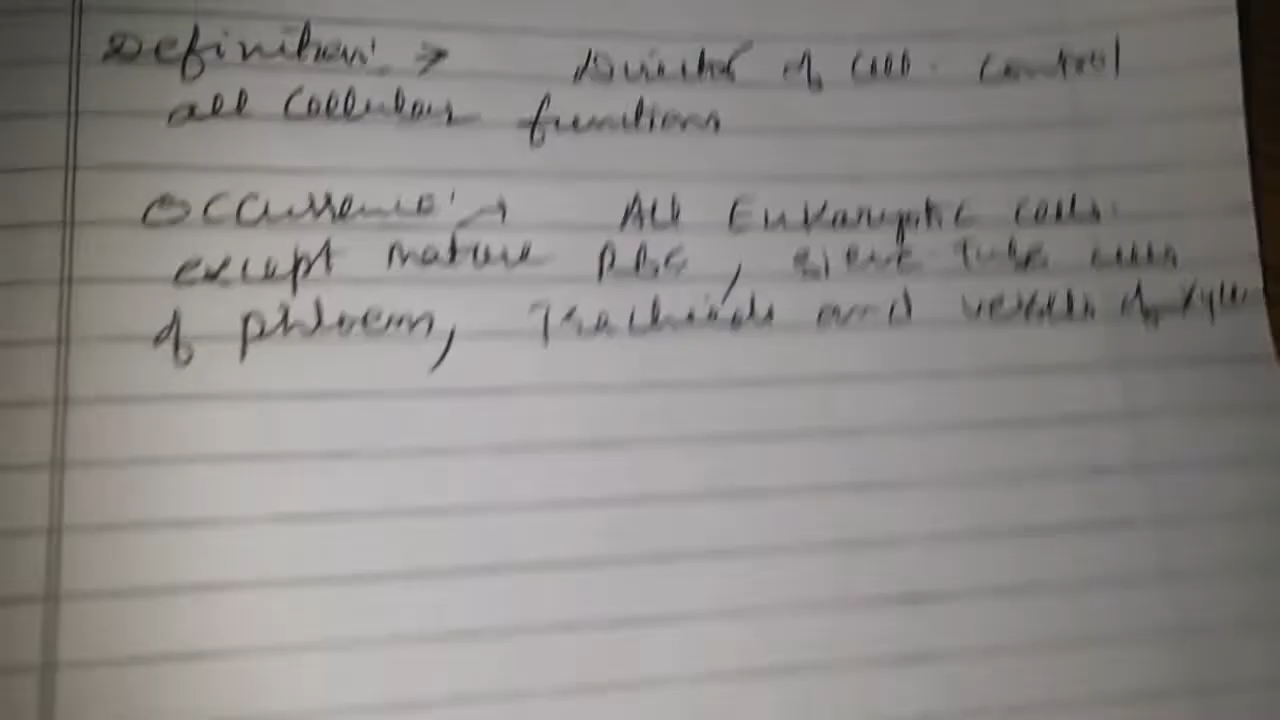 Definition: → Director of cell. control
all Cellular functions
Occurrence: → All Eukaryotic cells.
except mature RBC, sieve tube cells
of phloem, Tracheids and vessels of xylem